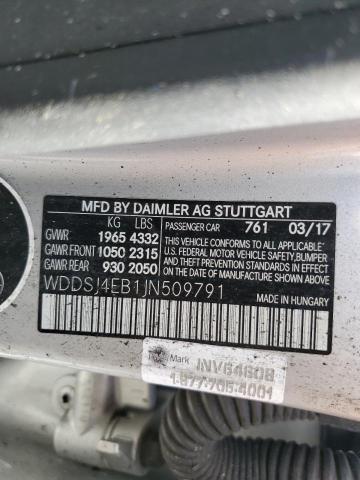 MFD BY DAIMLER AG STUTTGART
KG LBS PASSENGER CAR 761 03/17
GVWR 1965 4332
GAWR FRONT 1050 2315
GAWR REAR 930 2050
THIS VEHICLE CONFORMS TO ALL APPLICABLE
U.S. FEDERAL MOTOR VEHICLE SAFETY,
BUMPER, AND THEFT PREVENTION
STANDARDS IN EFFECT ON THE
DATE OF MANUFACTURE SHOWN ABOVE.
WDDSJ4EB1JN509791
MADE IN HUNGARY
Mark
1-877-706-4001